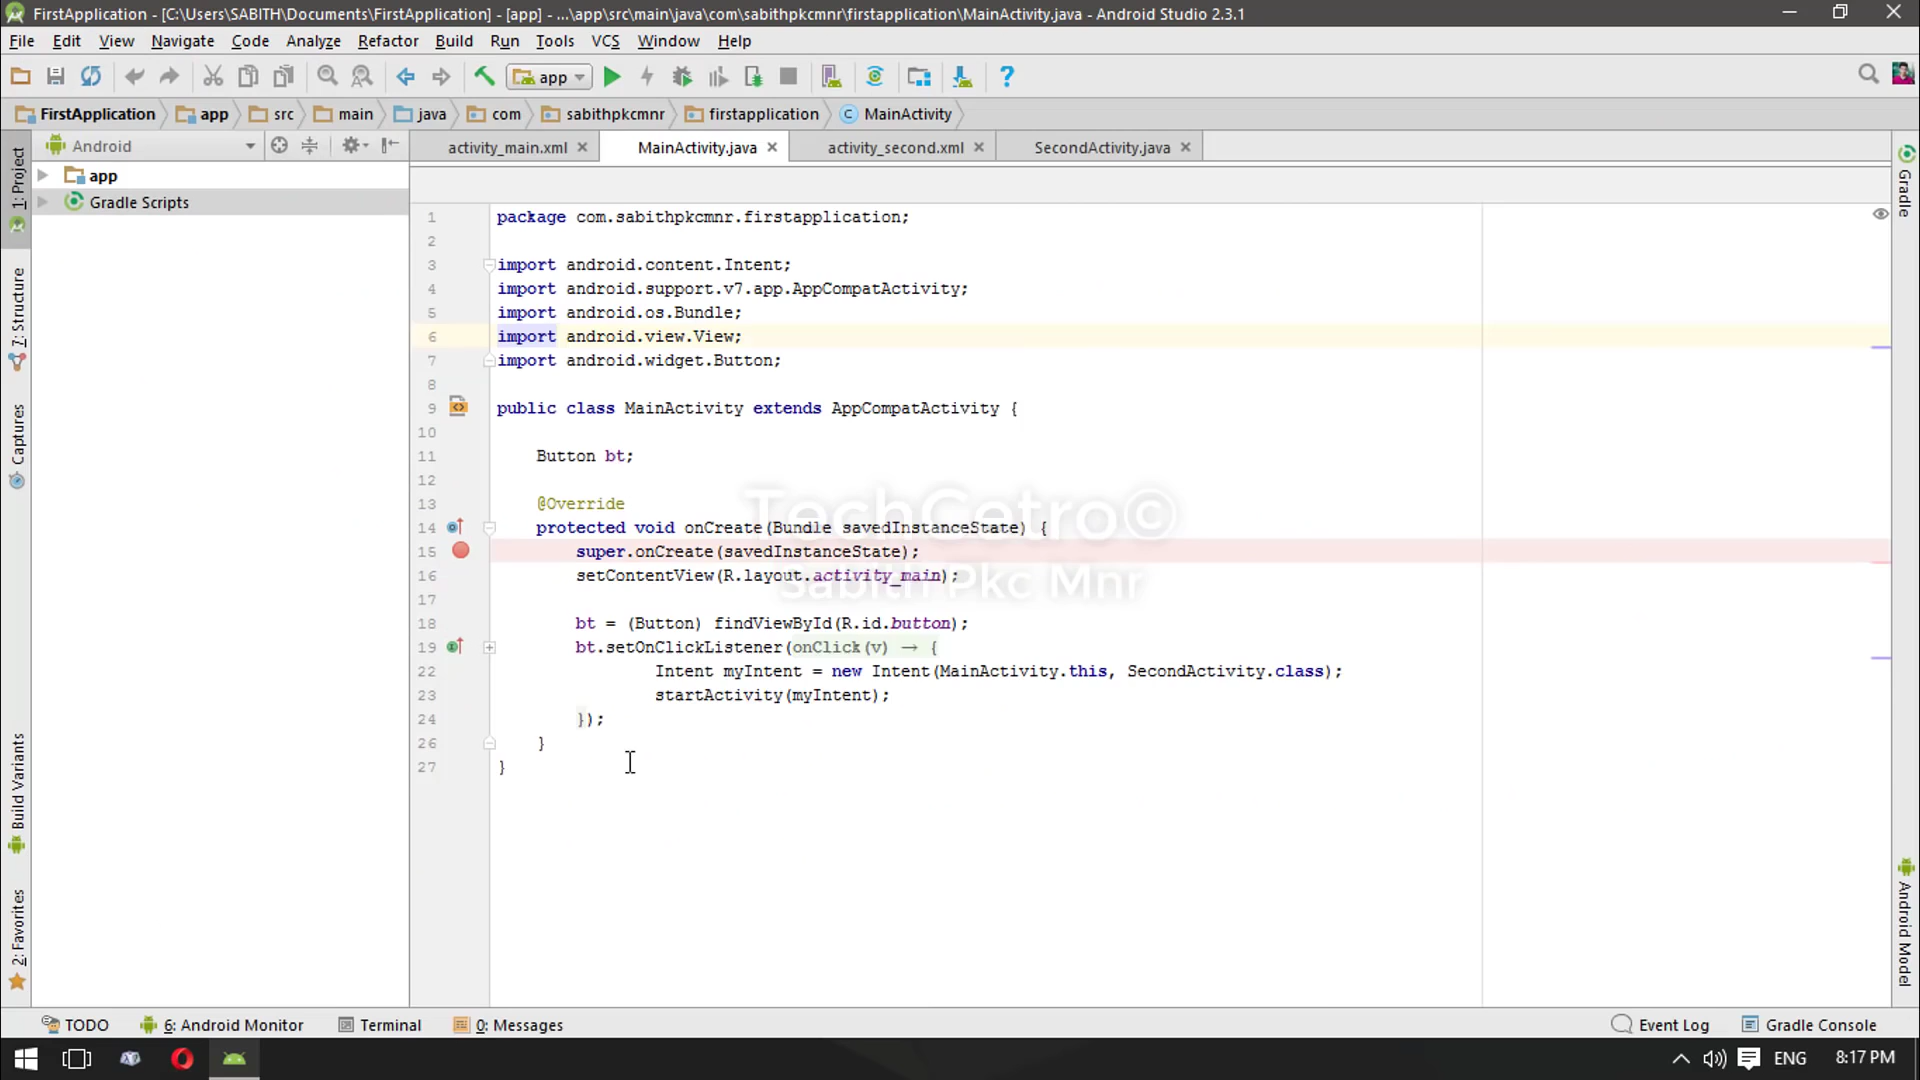 FirstApplication - [C:\Users\SABITH\Documents\FirstApplication] - [app] - ...\app\src\main\java\com\sabithpkcmnr\firstapplication\MainActivity.java - Android Studio 2.3.1
File Edit View Navigate Code Analyze Refactor Build Run Tools VCS Window Help
app
FirstApplication app src main java com sabithpkcmnr firstapplication MainActivity
Android
activity_main.xml MainActivity.java activity_second.xml SecondActivity.java
app
Gradle Scripts
1: Project
7: Structure
Captures
Build Variants
2: Favorites
1 package com.sabithpkcmnr.firstapplication;
2
3 import android.content.Intent;
4 import android.support.v7.app.AppCompatActivity;
5 import android.os.Bundle;
6 import android.view.View;
7 import android.widget.Button;
8
9 public class MainActivity extends AppCompatActivity {
10
11 Button bt;
12
13 @Override
14 protected void onCreate(Bundle savedInstanceState) {
15 super.onCreate(savedInstanceState);
16 setContentView(R.layout.activity_main);
17
18 bt = (Button) findViewById(R.id.button);
19 bt.setOnClickListener(onClick(v) → {
22 Intent myIntent = new Intent(MainActivity.this, SecondActivity.class);
23 startActivity(myIntent);
24 });
26 }
27 }
TechCetro©
Sabith Pkc Mnr
Gradle
Android Model
TODO 6: Android Monitor Terminal 0: Messages Event Log Gradle Console
ENG 8:17 PM